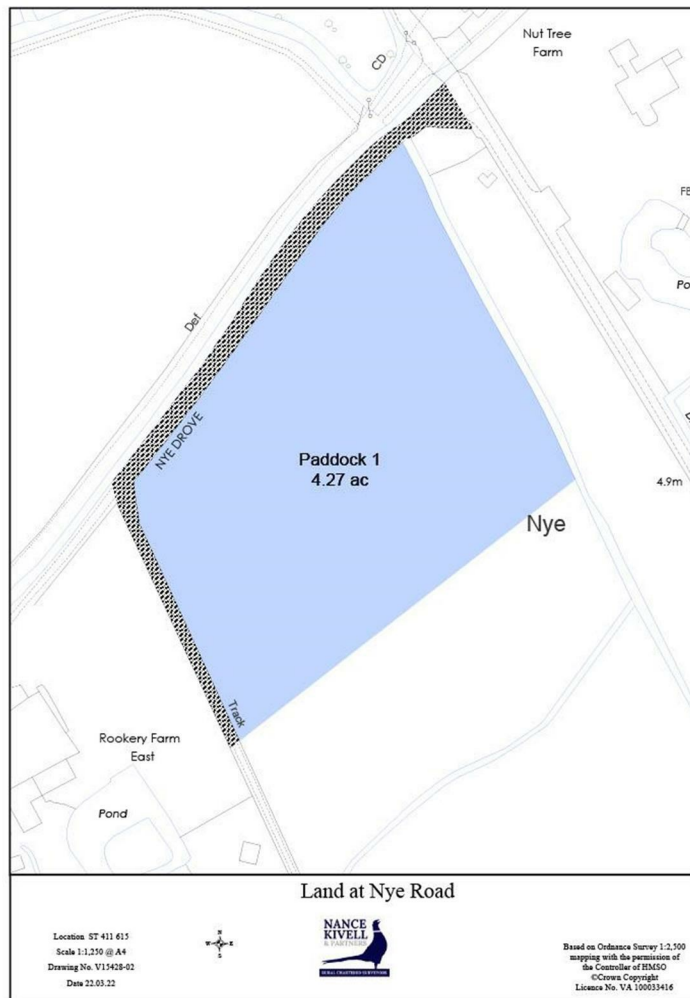 Nut Tree
Farm
CD
Def
NYE DROVE
Paddock 1
4.27 ac
4.9m
Nye
Track
Rookery Farm
East
Pond
Land at Nye Road
Location ST 411 615
Scale 1:1,250 @ A4
Drawing No. V15428-02
Date 22.03.22
N
W E
S
NANCE
KIVELL
& PARTNERS
RURAL CHARTERED SURVEYORS
Based on Ordnance Survey 1:2,500
mapping with the permission of
the Controller of HMSO
©Crown Copyright
Licence No. VA 100033416